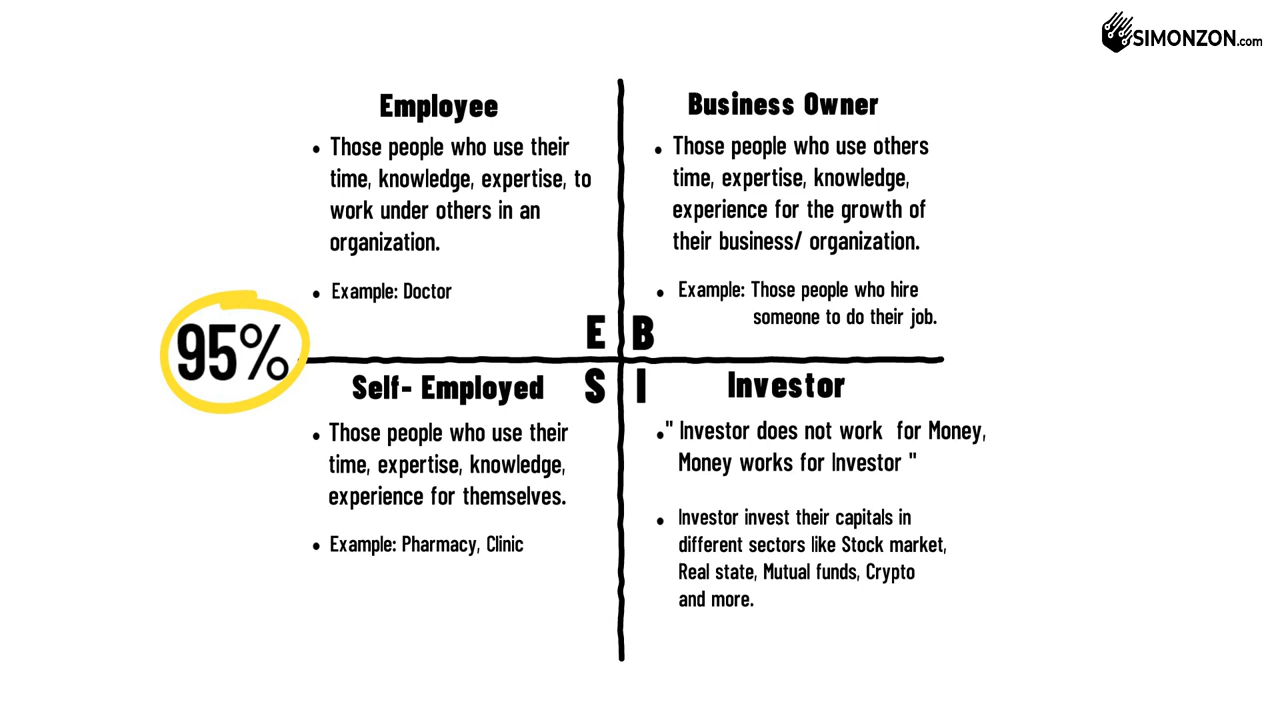 SIMONZON.com
Employee
• Those people who use their
time, knowledge, expertise, to
work under others in an
organization.
• Example: Doctor
Business Owner
• Those people who use others
time, expertise, knowledge,
experience for the growth of
their business/ organization.
• Example: Those people who hire
someone to do their job.
95%
E B
S I
Self- Employed
• Those people who use their
time, expertise, knowledge,
experience for themselves.
• Example: Pharmacy, Clinic
Investor
•" Investor does not work for Money,
Money works for Investor "
• Investor invest their capitals in
different sectors like Stock market,
Real state, Mutual funds, Crypto
and more.